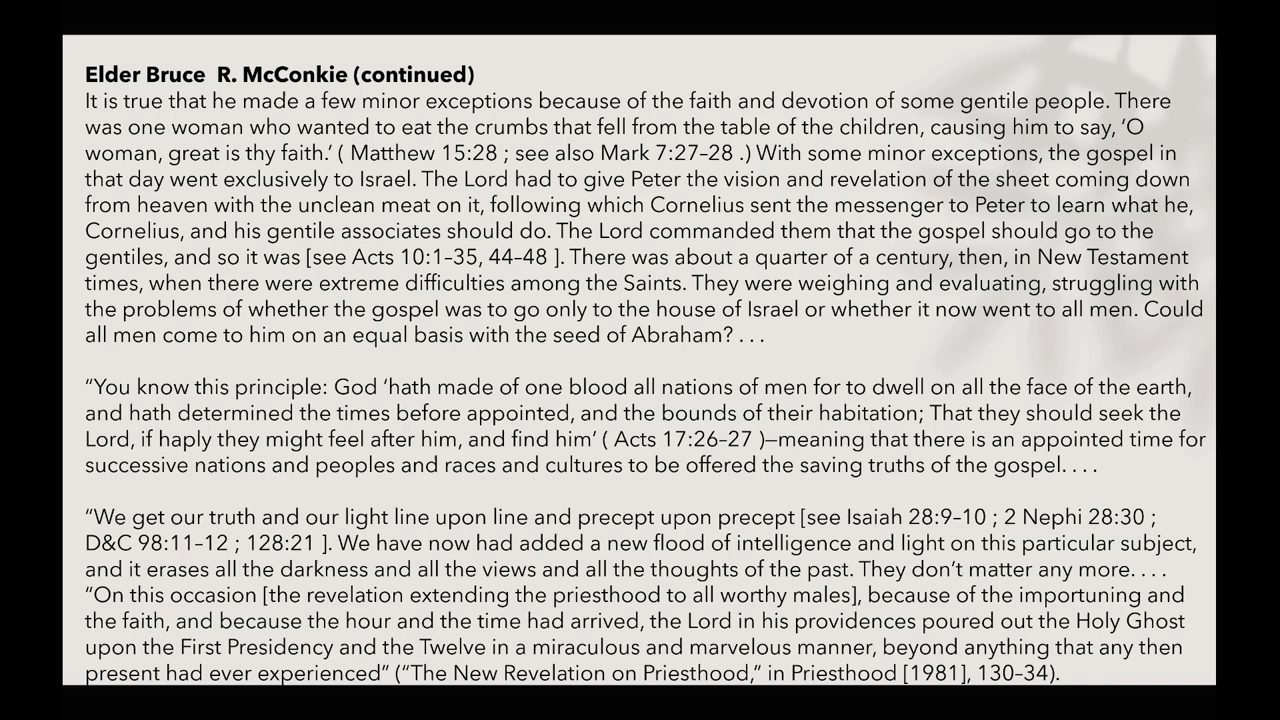 Elder Bruce  R. McConkie (continued)
It is true that he made a few minor exceptions because of the faith and devotion of some gentile people. There
was one woman who wanted to eat the crumbs that fell from the table of the children, causing him to say, ‘O
woman, great is thy faith.’ ( Matthew 15:28 ; see also Mark 7:27–28 .) With some minor exceptions, the gospel in
that day went exclusively to Israel. The Lord had to give Peter the vision and revelation of the sheet coming down
from heaven with the unclean meat on it, following which Cornelius sent the messenger to Peter to learn what he,
Cornelius, and his gentile associates should do. The Lord commanded them that the gospel should go to the
gentiles, and so it was [see Acts 10:1–35, 44–48 ]. There was about a quarter of a century, then, in New Testament
times, when there were extreme difficulties among the Saints. They were weighing and evaluating, struggling with
the problems of whether the gospel was to go only to the house of Israel or whether it now went to all men. Could
all men come to him on an equal basis with the seed of Abraham? . . .
“You know this principle: God ‘hath made of one blood all nations of men for to dwell on all the face of the earth,
and hath determined the times before appointed, and the bounds of their habitation; That they should seek the
Lord, if haply they might feel after him, and find him’ ( Acts 17:26–27 )—meaning that there is an appointed time for
successive nations and peoples and races and cultures to be offered the saving truths of the gospel. . . .
“We get our truth and our light line upon line and precept upon precept [see Isaiah 28:9–10 ; 2 Nephi 28:30 ;
D&C 98:11–12 ; 128:21 ]. We have now had added a new flood of intelligence and light on this particular subject,
and it erases all the darkness and all the views and all the thoughts of the past. They don’t matter any more. . . .
“On this occasion [the revelation extending the priesthood to all worthy males], because of the importuning and
the faith, and because the hour and the time had arrived, the Lord in his providences poured out the Holy Ghost
upon the First Presidency and the Twelve in a miraculous and marvelous manner, beyond anything that any then
present had ever experienced” (“The New Revelation on Priesthood,” in Priesthood [1981], 130–34).